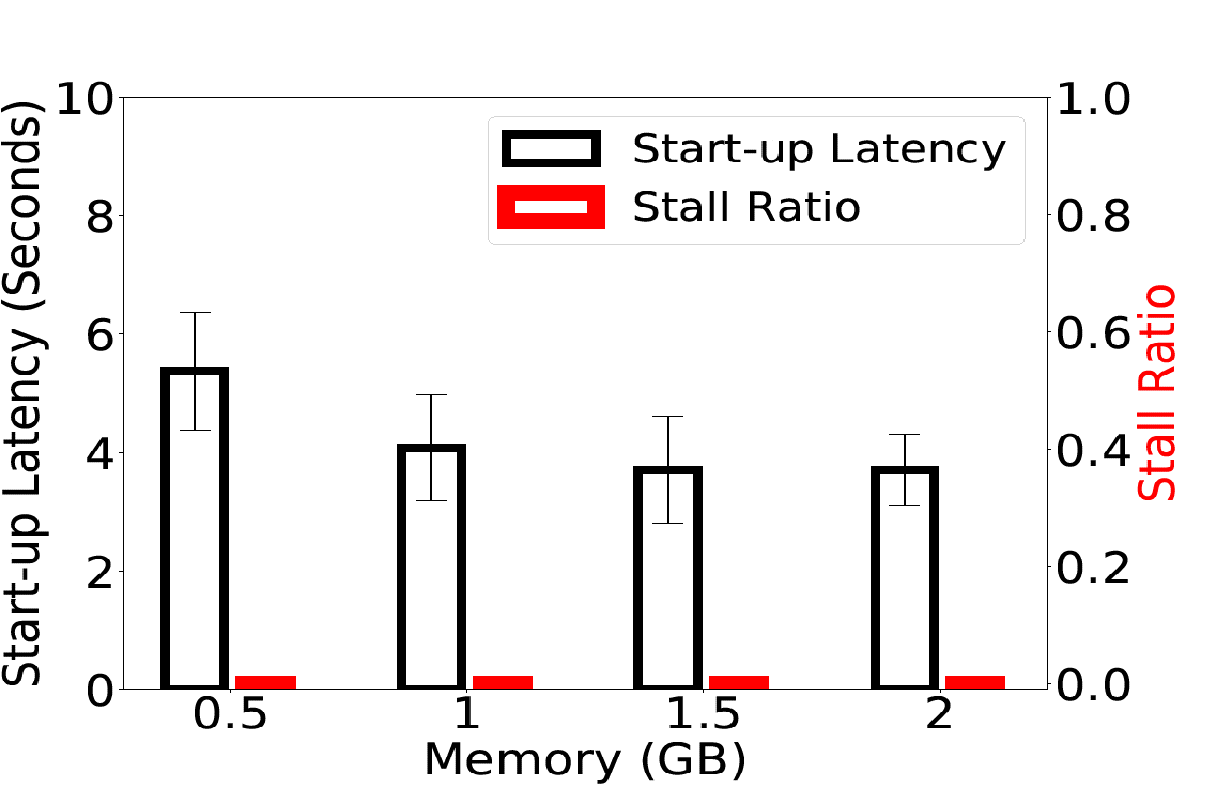 Start-up Latency (Seconds)
10
8
6
4
2
0
Start-up Latency
Stall Ratio
1.0
0.8
0.6
0.4
0.2
0.0
Stall Ratio
0.5 1 1.5 2
Memory (GB)